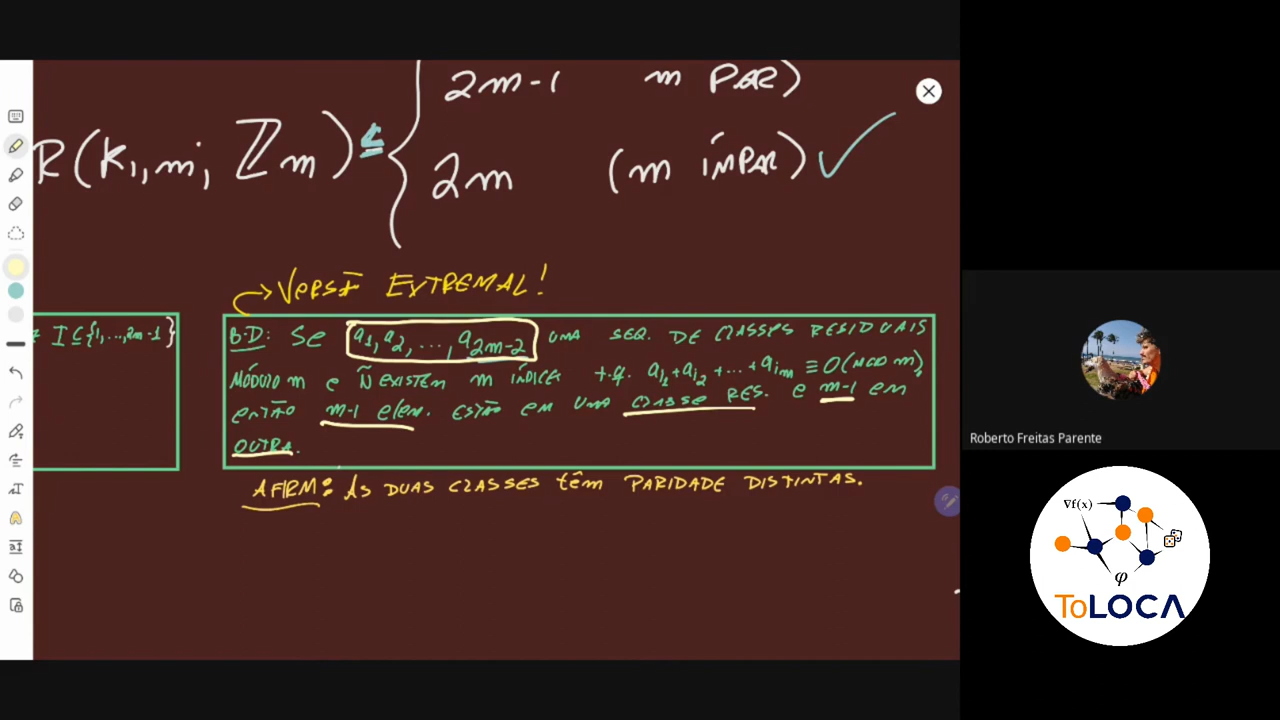 2m-1 m PAR)
R(K1,m; ℤm) ≤ { 2m (m ÍMPAR) ✓
→ VERSÃO EXTREMAL!
I ⊆ {1,...,2m-1}
B-D: SE a1, a2, ..., a2m-2 UMA SEQ. DE CLASSES RESIDUAIS
MÓDULO m E Ñ EXISTEM m ÍNDICES t.q. ai1+ai2+...+aim ≡ 0 (MOD m),
ENTÃO m-1 elem. ESTÃO EM UMA CLASSE RES. E m-1 EM
OUTRA.
AFIRM: AS DUAS CLASSES TÊM PARIDADE DISTINTAS.
Roberto Freitas Parente
∇f(x)
φ
ToLOCA